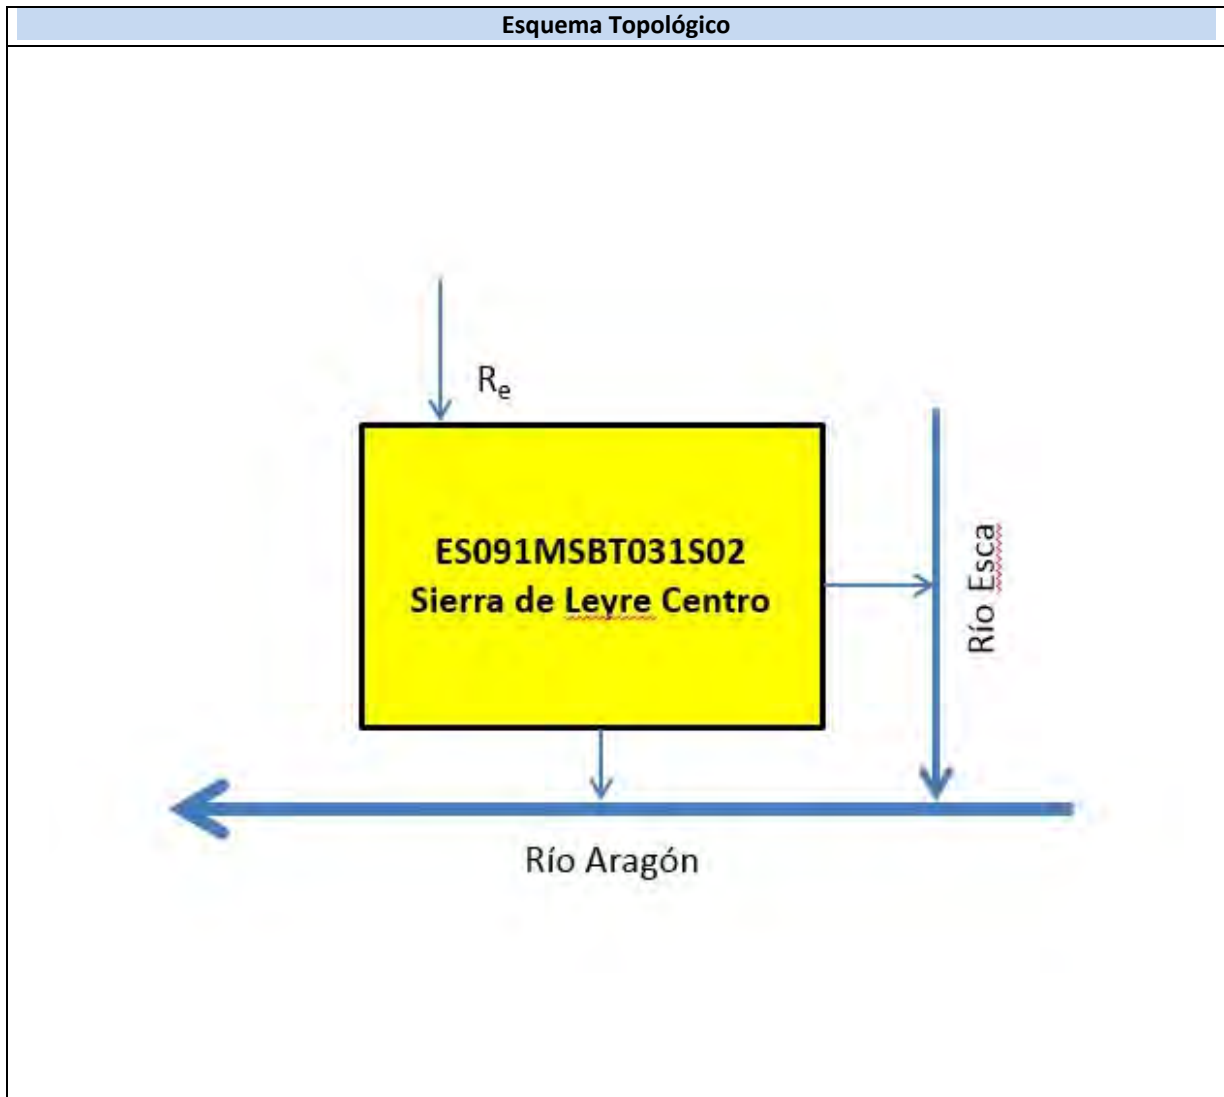 Esquema Topológico
Re
ES091MSBT031S02
Sierra de Leyre Centro
Río Esca
Río Aragón